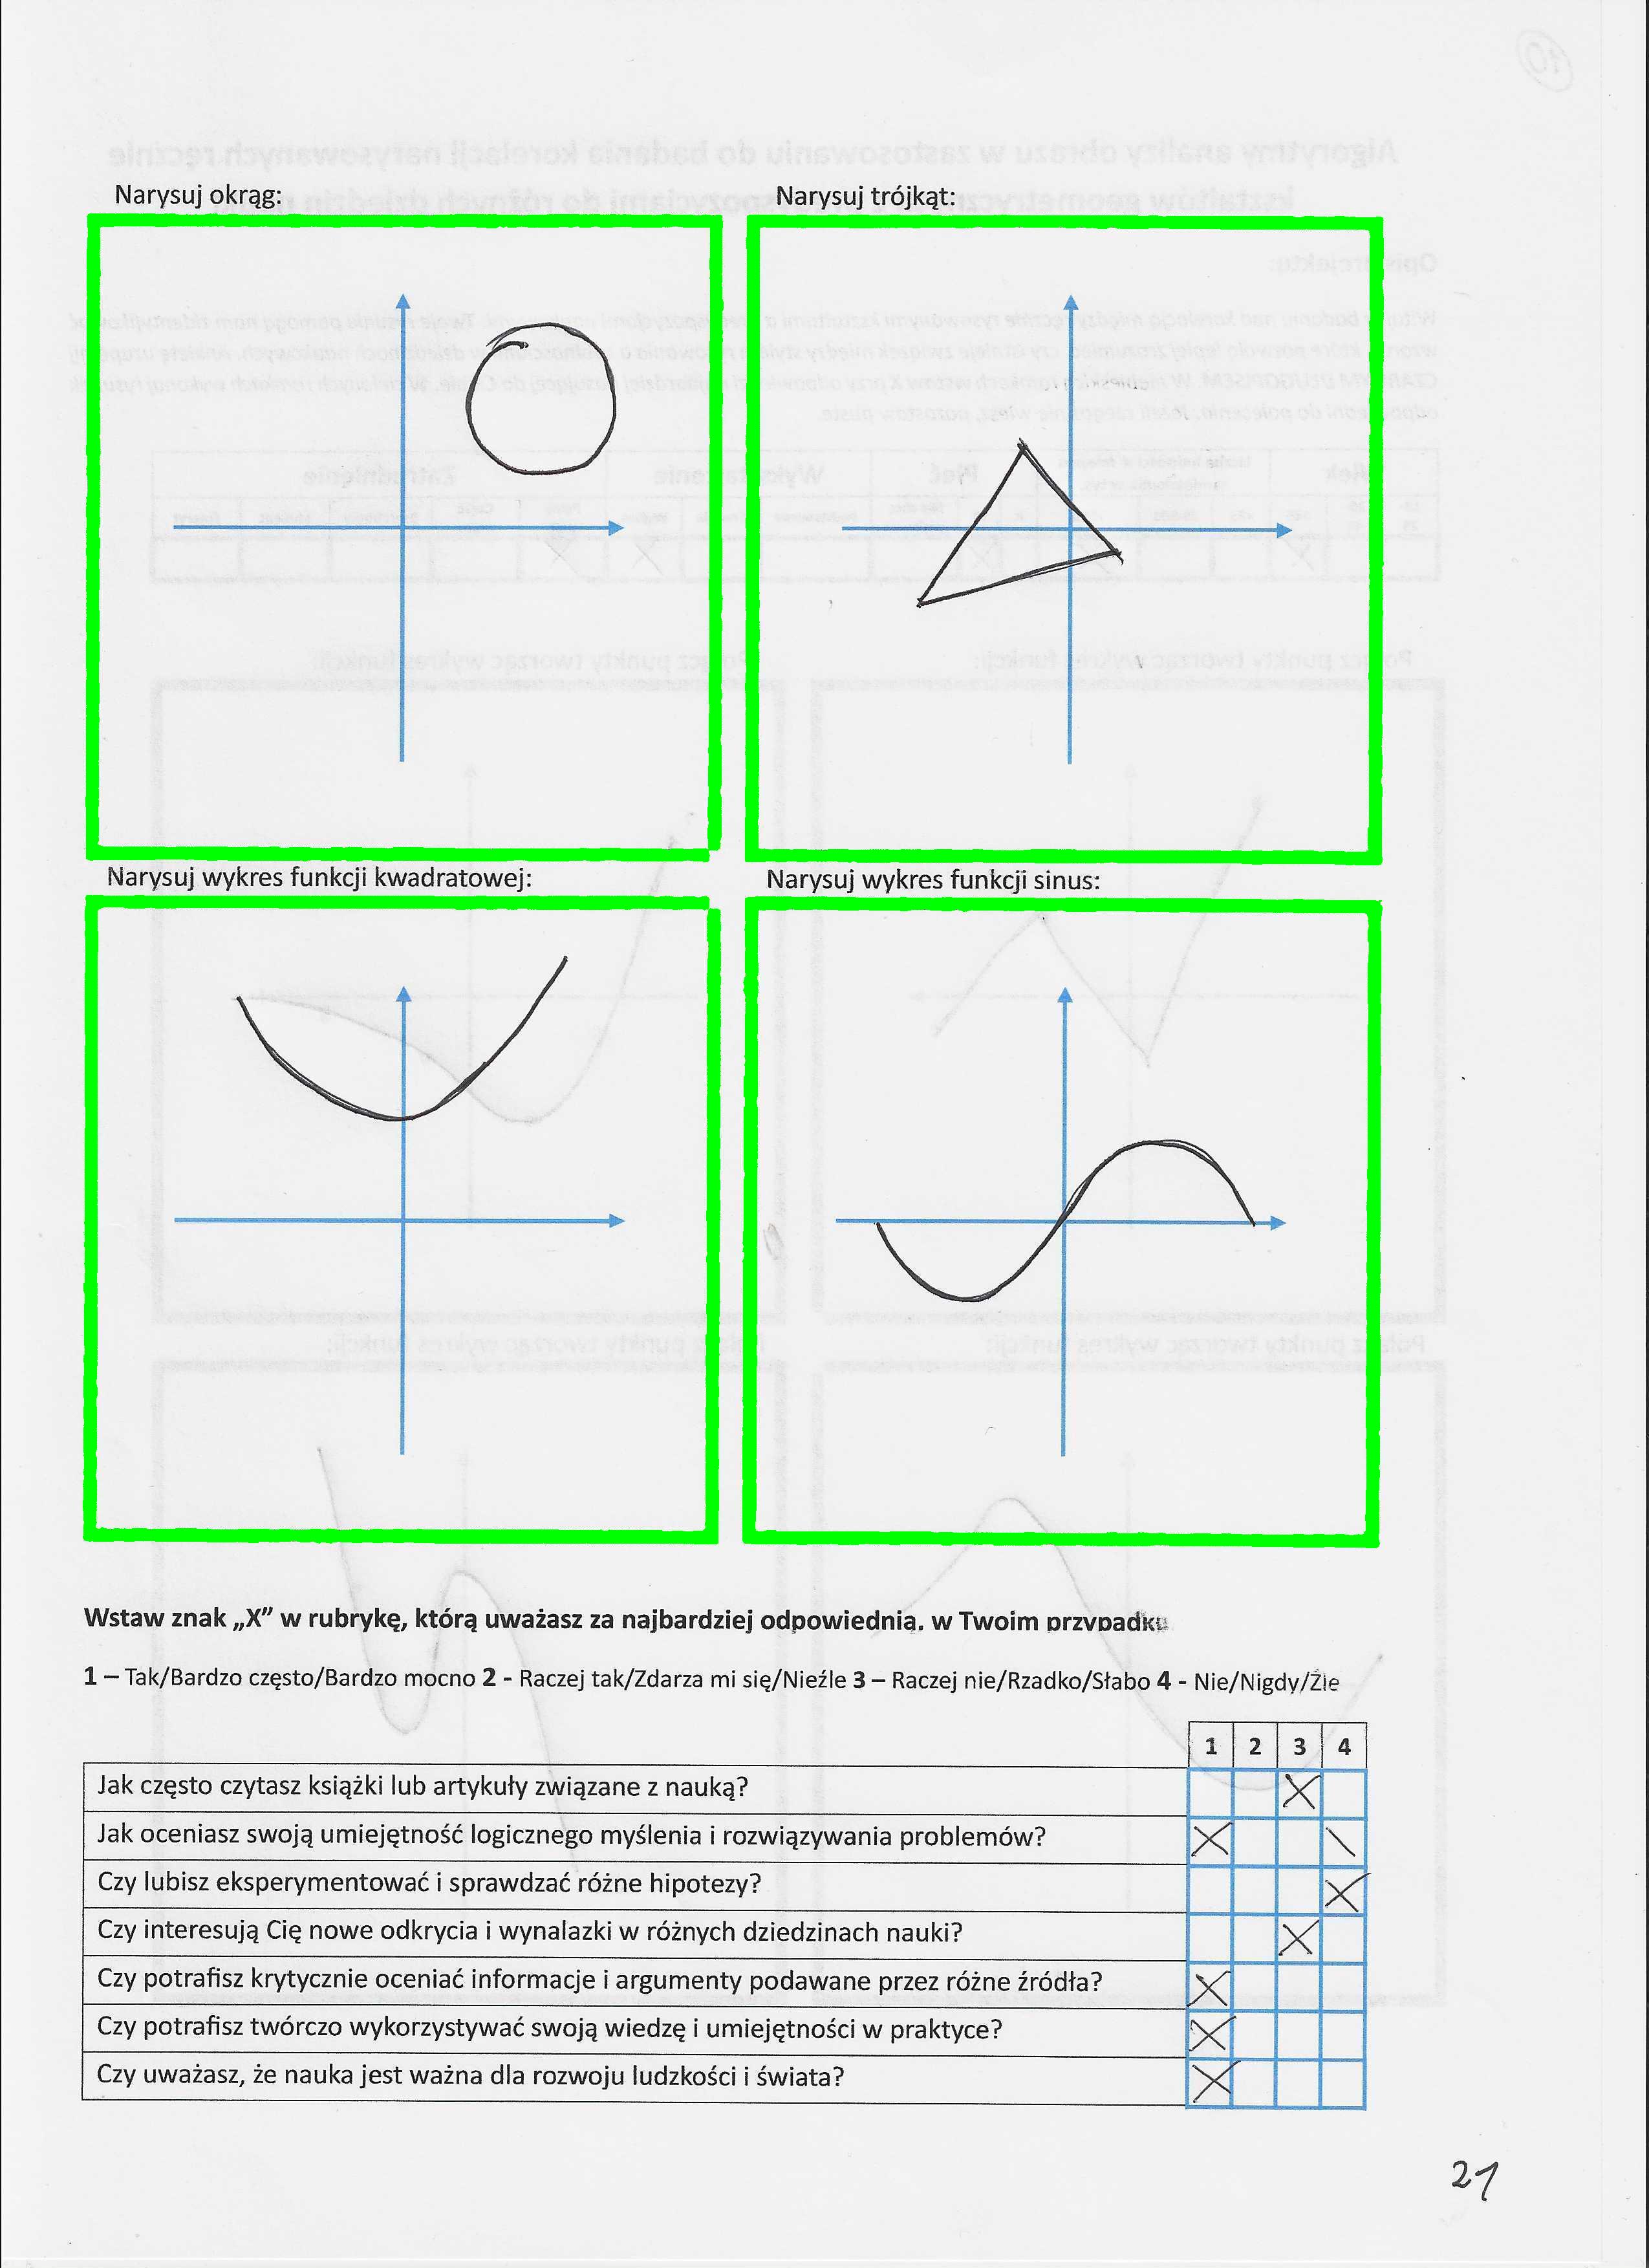 Narysuj okrąg:
Narysuj trójkąt:
Narysuj wykres funkcji kwadratowej:
Narysuj wykres funkcji sinus:
Wstaw znak „X” w rubrykę, którą uważasz za najbardziej odpowiednią. w Twoim przypadku
1 – Tak/Bardzo często/Bardzo mocno 2 - Raczej tak/Zdarza mi się/Nieźle 3 – Raczej nie/Rzadko/Słabo 4 - Nie/Nigdy/Źle
1 2 3 4
Jak często czytasz książki lub artykuły związane z nauką? X
Jak oceniasz swoją umiejętność logicznego myślenia i rozwiązywania problemów? X \
Czy lubisz eksperymentować i sprawdzać różne hipotezy? X
Czy interesują Cię nowe odkrycia i wynalazki w różnych dziedzinach nauki? X
Czy potrafisz krytycznie oceniać informacje i argumenty podawane przez różne źródła? X
Czy potrafisz twórczo wykorzystywać swoją wiedzę i umiejętności w praktyce? X
Czy uważasz, że nauka jest ważna dla rozwoju ludzkości i świata? X
21